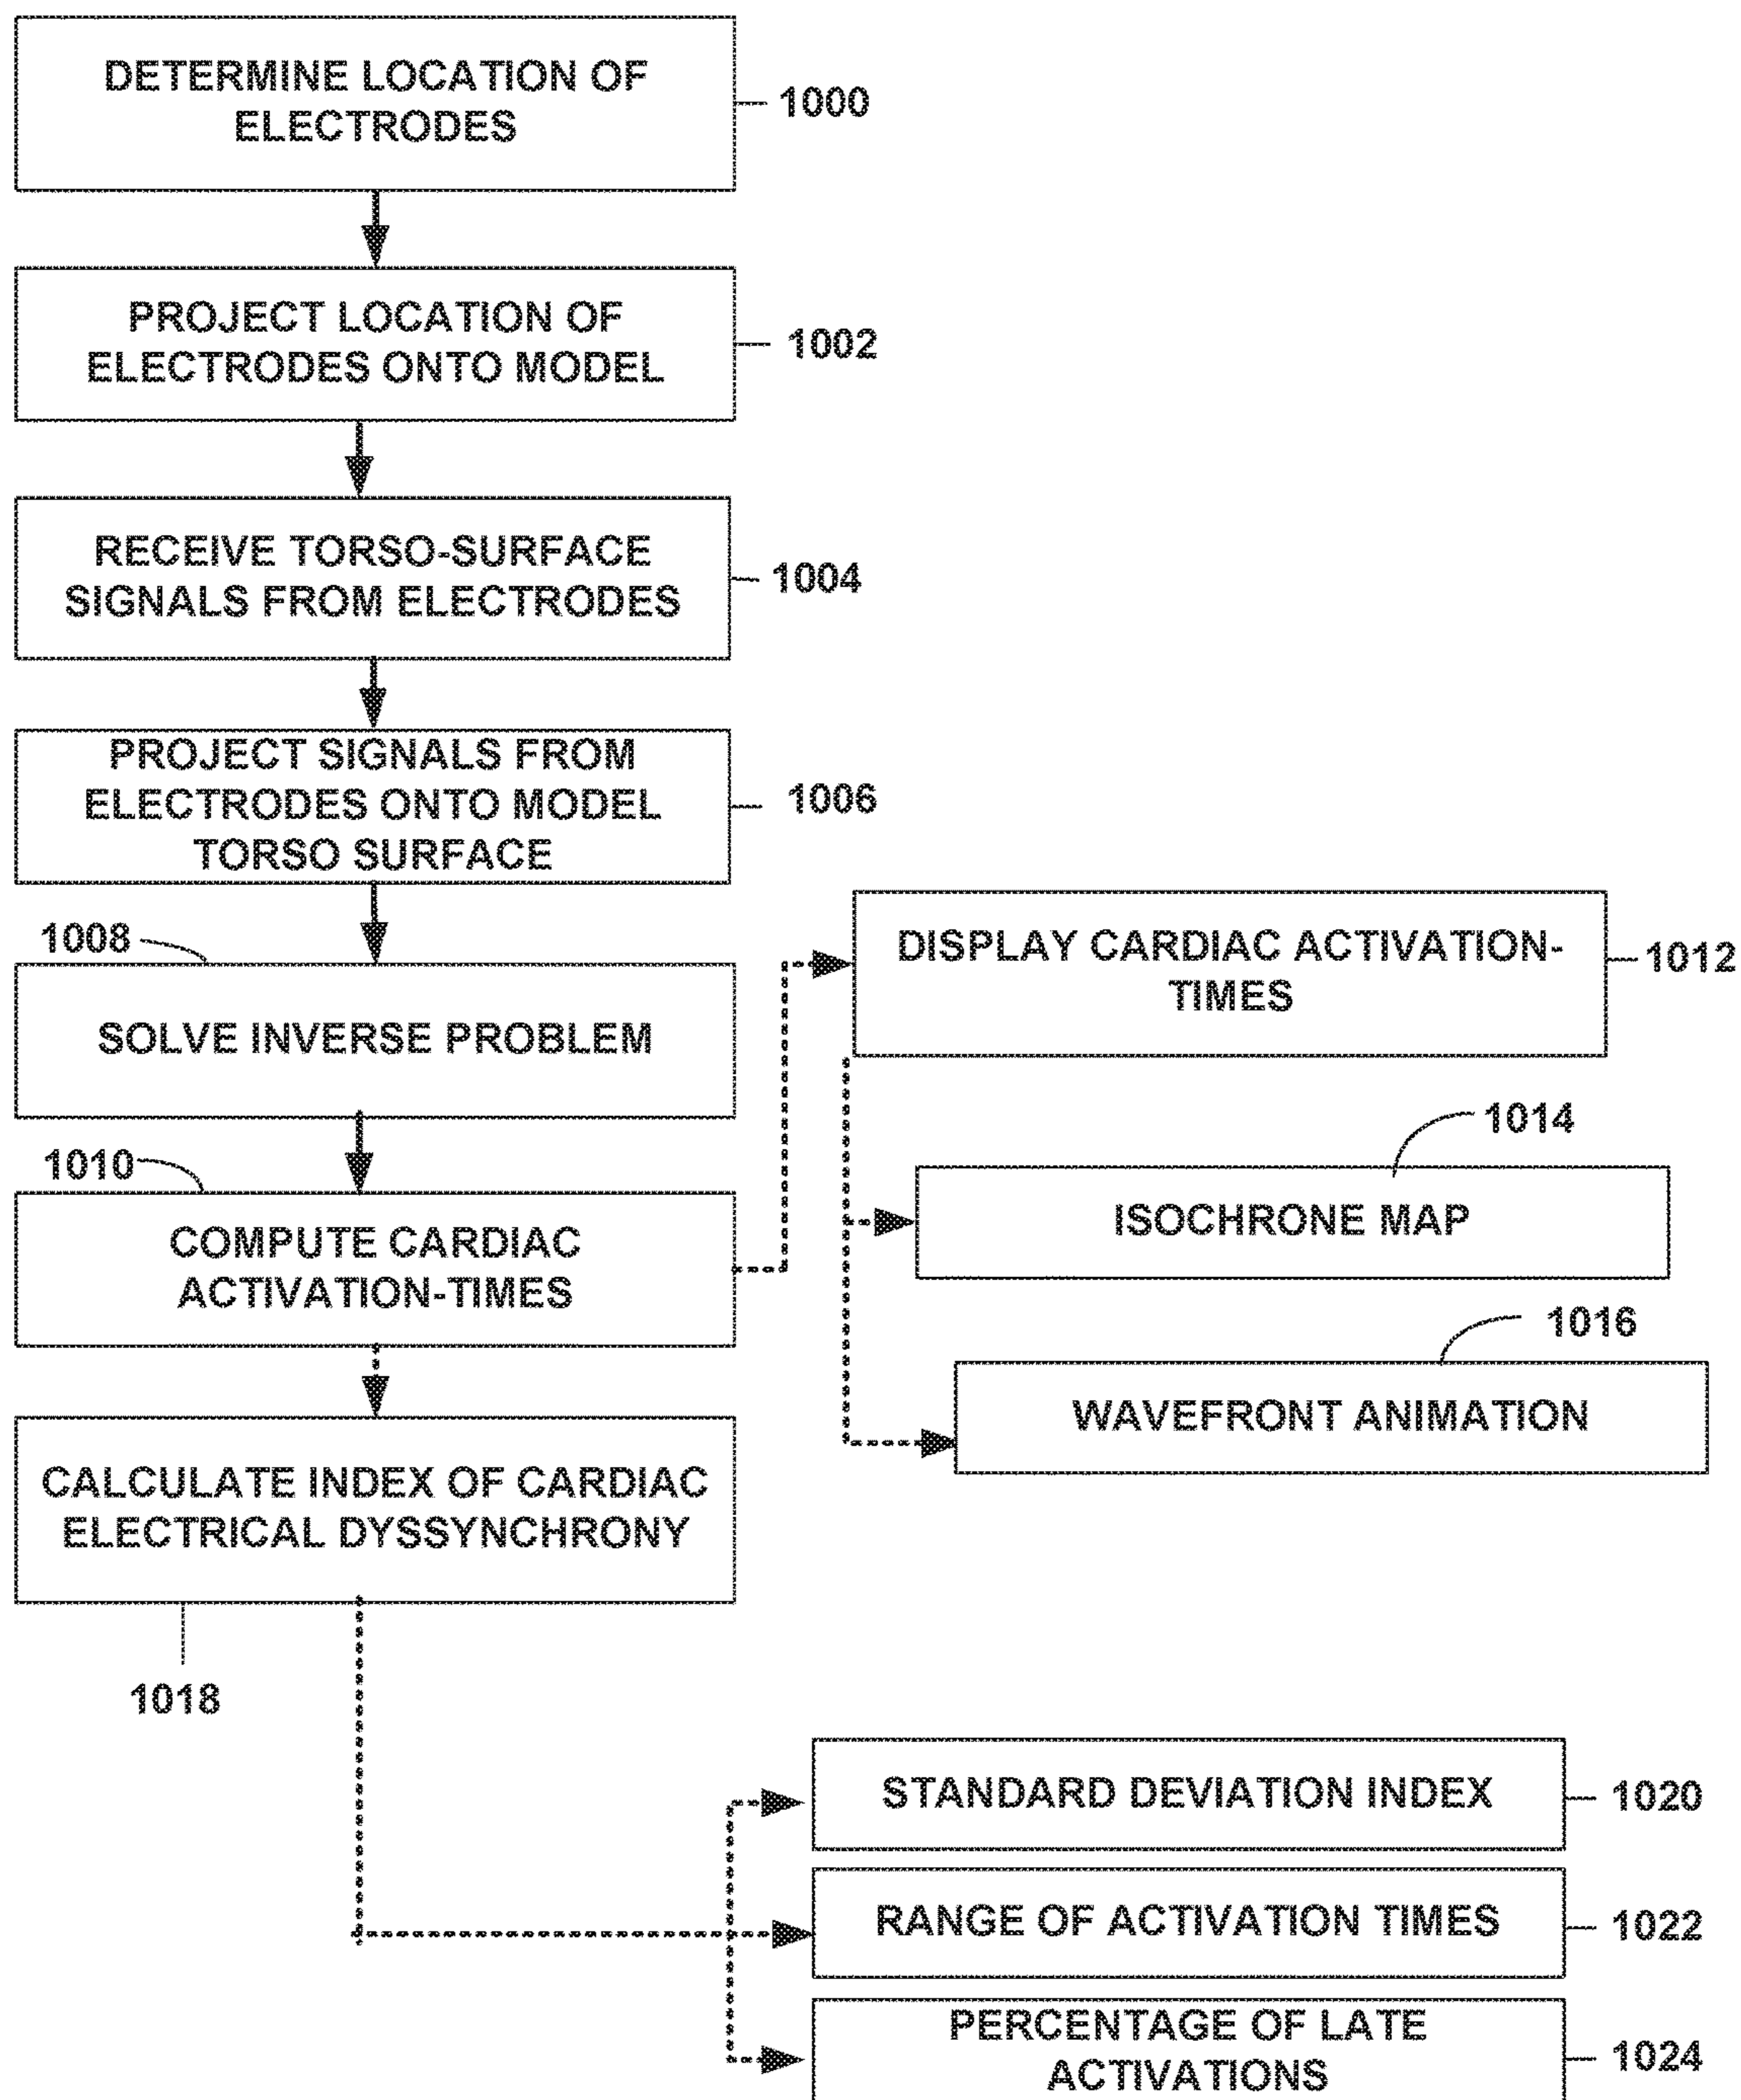 DETERMINE LOCATION OF
ELECTRODES
1000
PROJECT LOCATION OF
ELECTRODES ONTO MODEL
1002
RECEIVE TORSO-SURFACE
SIGNALS FROM ELECTRODES
1004
PROJECT SIGNALS FROM
ELECTRODES ONTO MODEL
TORSO SURFACE
1006
1008
SOLVE INVERSE PROBLEM
1010
COMPUTE CARDIAC
ACTIVATION-TIMES
DISPLAY CARDIAC ACTIVATION-
TIMES
1012
1014
ISOCHRONE MAP
1016
WAVEFRONT ANIMATION
CALCULATE INDEX OF CARDIAC
ELECTRICAL DYSSYNCHRONY
1018
STANDARD DEVIATION INDEX
1020
RANGE OF ACTIVATION TIMES
1022
PERCENTAGE OF LATE
ACTIVATIONS
1024